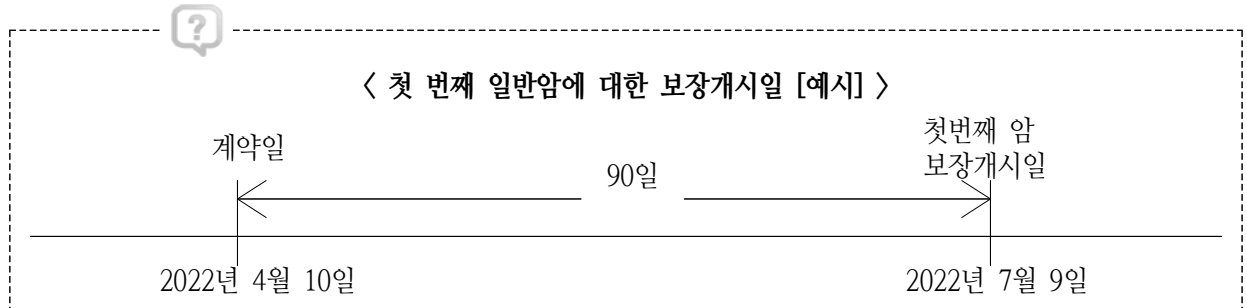 ?
〈 첫 번째 일반암에 대한 보장개시일 [예시] 〉
계약일
첫번째 암
보장개시일
90일
2022년 4월 10일
2022년 7월 9일